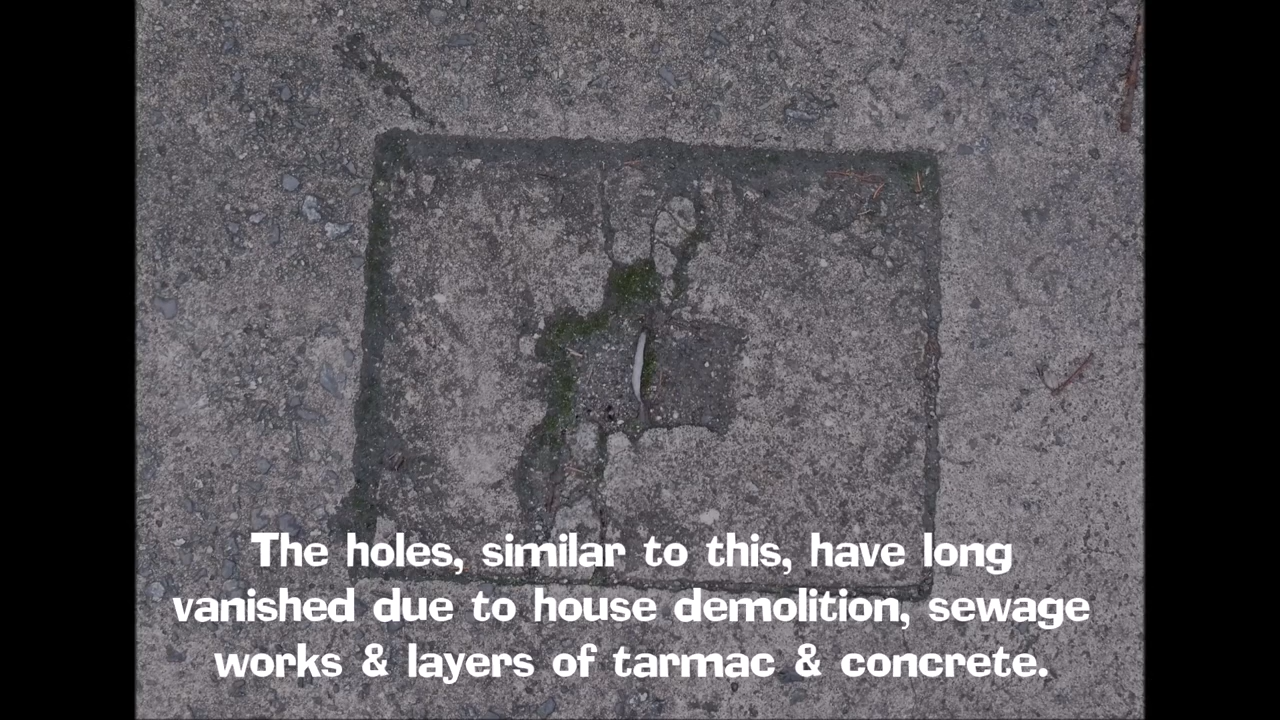 The holes, similar to this, have long
vanished due to house demolition, sewage
works & layers of tarmac & concrete.